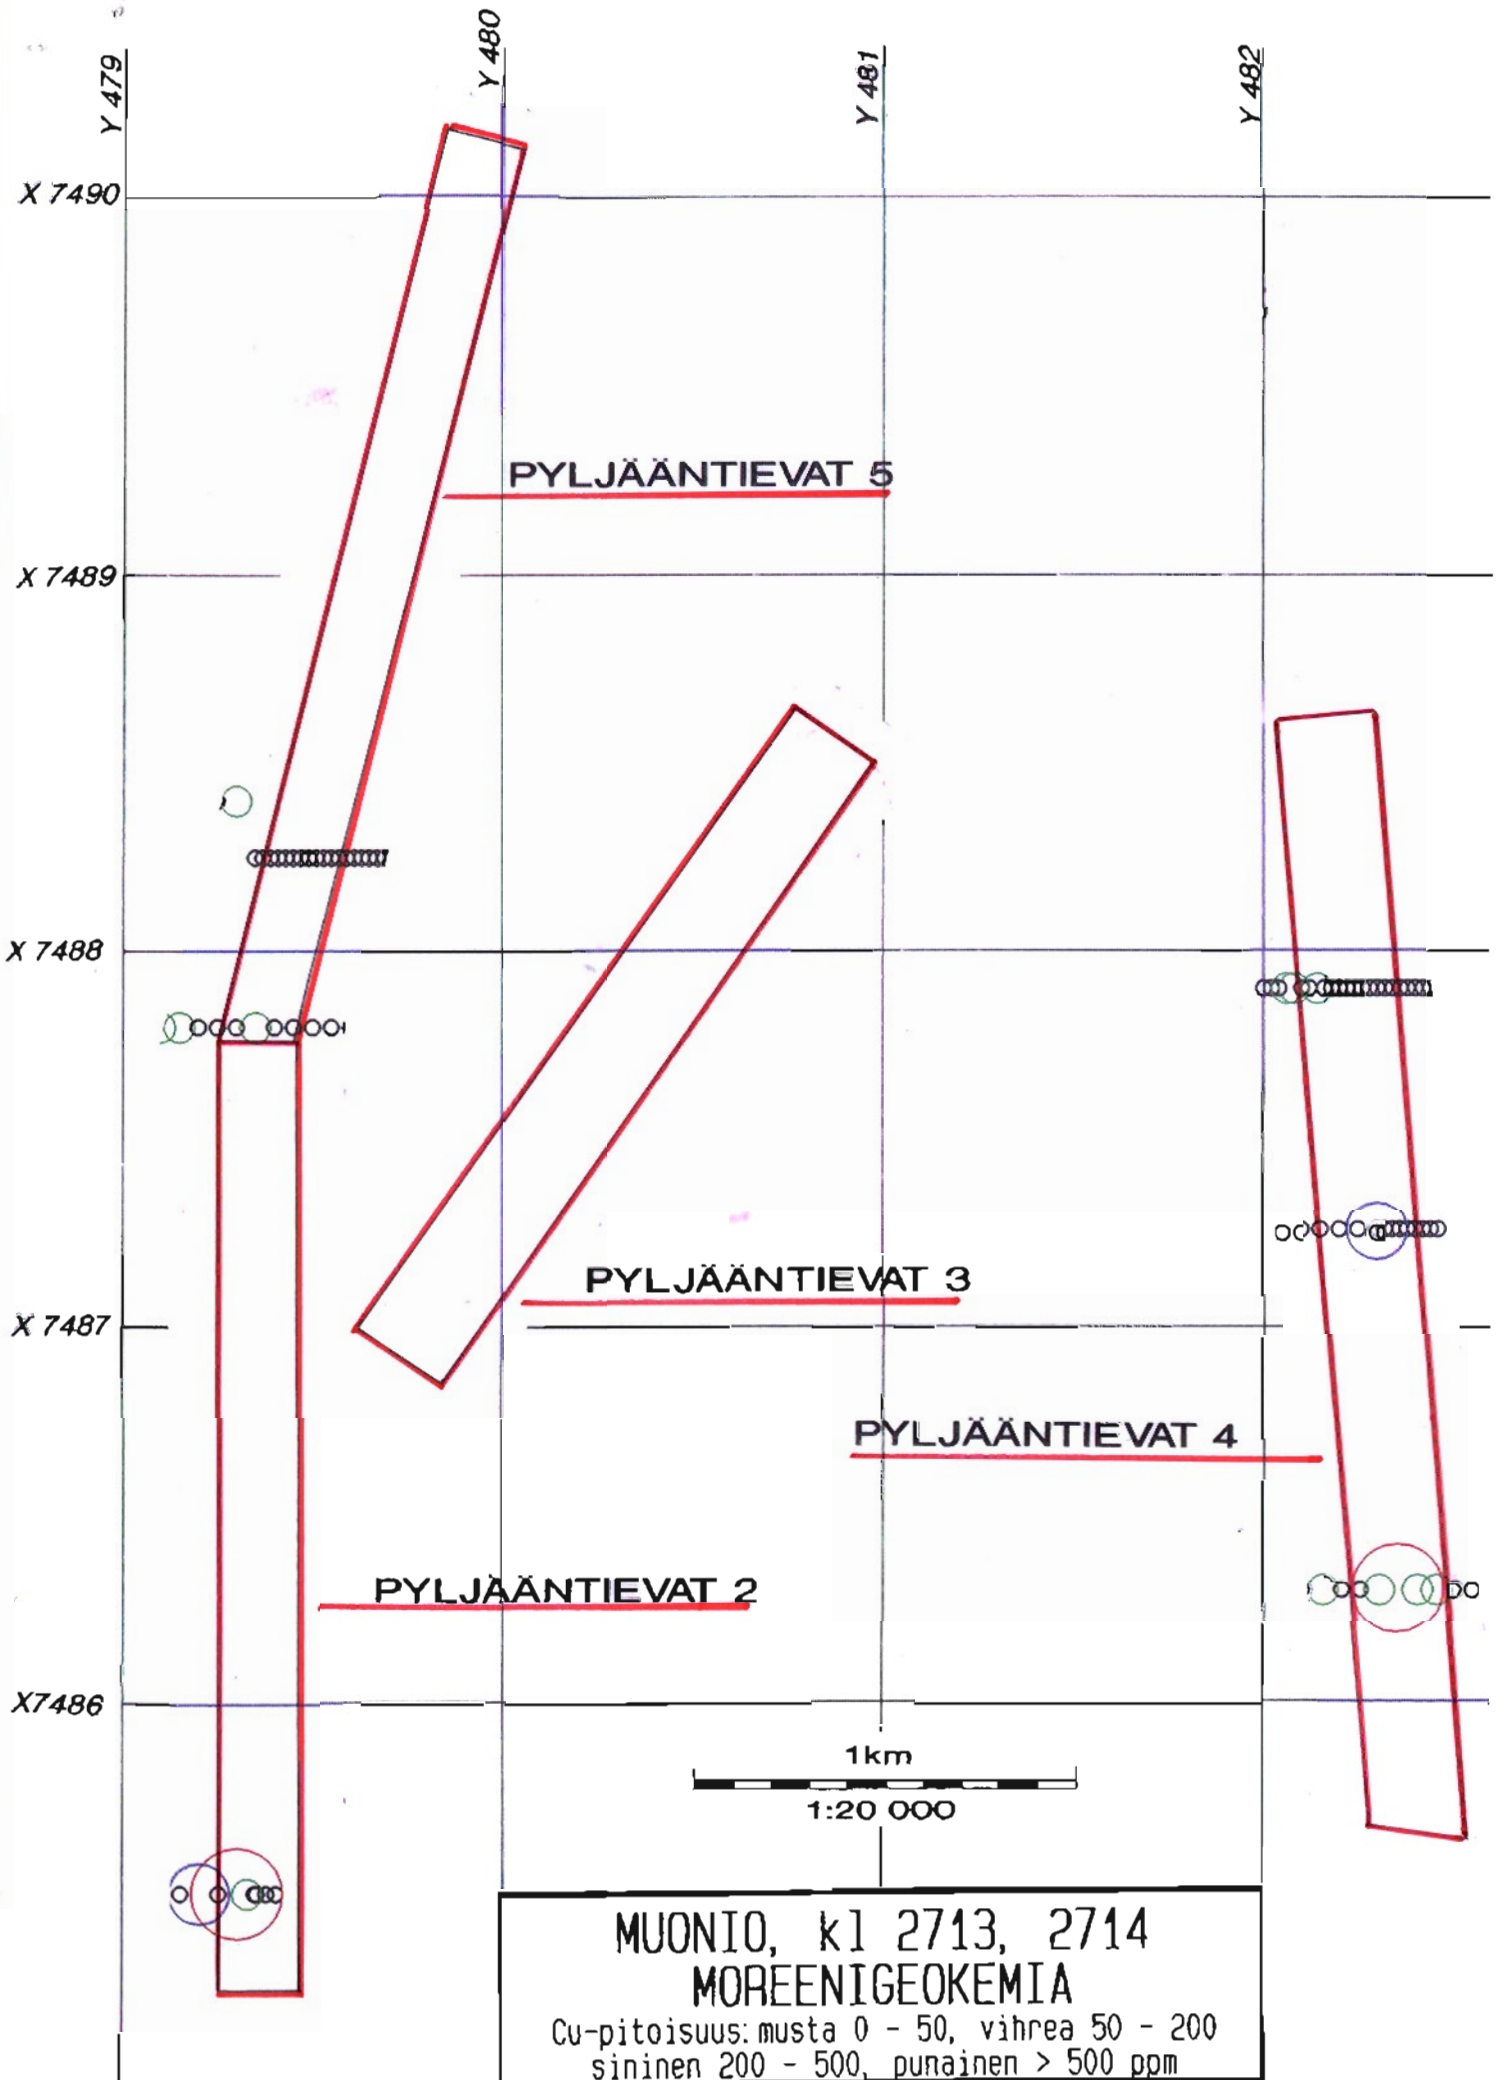 Y 479
Y 480
Y 481
Y 482
X 7490
PYLJÄÄNTIEVAT 5
X 7489
X 7488
PYLJÄÄNTIEVAT 3
X 7487
PYLJÄÄNTIEVAT 4
PYLJÄÄNTIEVAT 2
X7486
1km
1:20 000
MUONIO, kl 2713, 2714
MOREENIGEOKEMIA
Cu-pitoisuus: musta 0 - 50, vihrea 50 - 200
sininen 200 - 500, punainen > 500 ppm